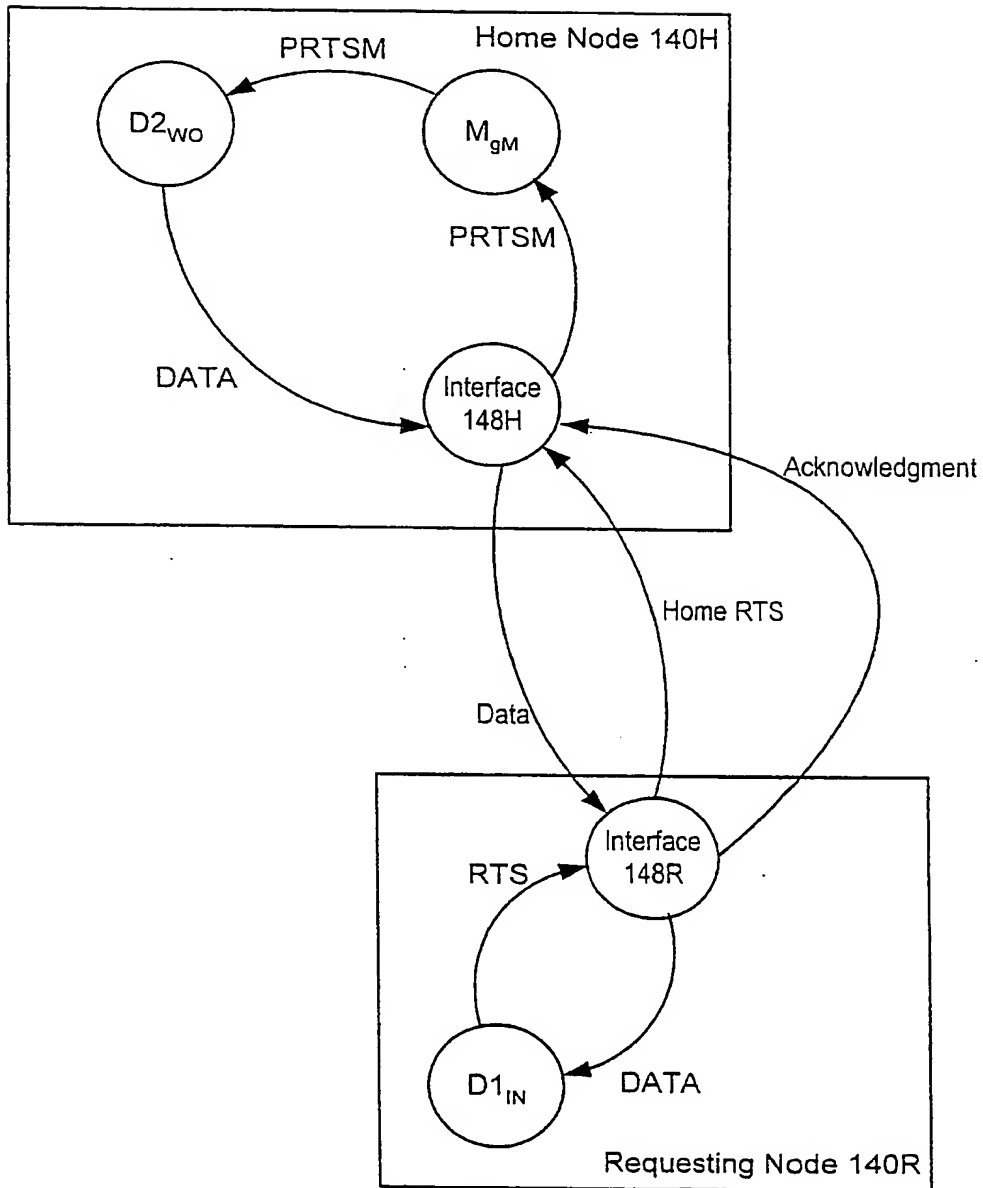 Home Node 140H
PRTSM
D2WO
MgM
PRTSM
DATA
Interface
148H
Acknowledgment
Home RTS
Data
Interface
148R
RTS
D1IN
DATA
Requesting Node 140R